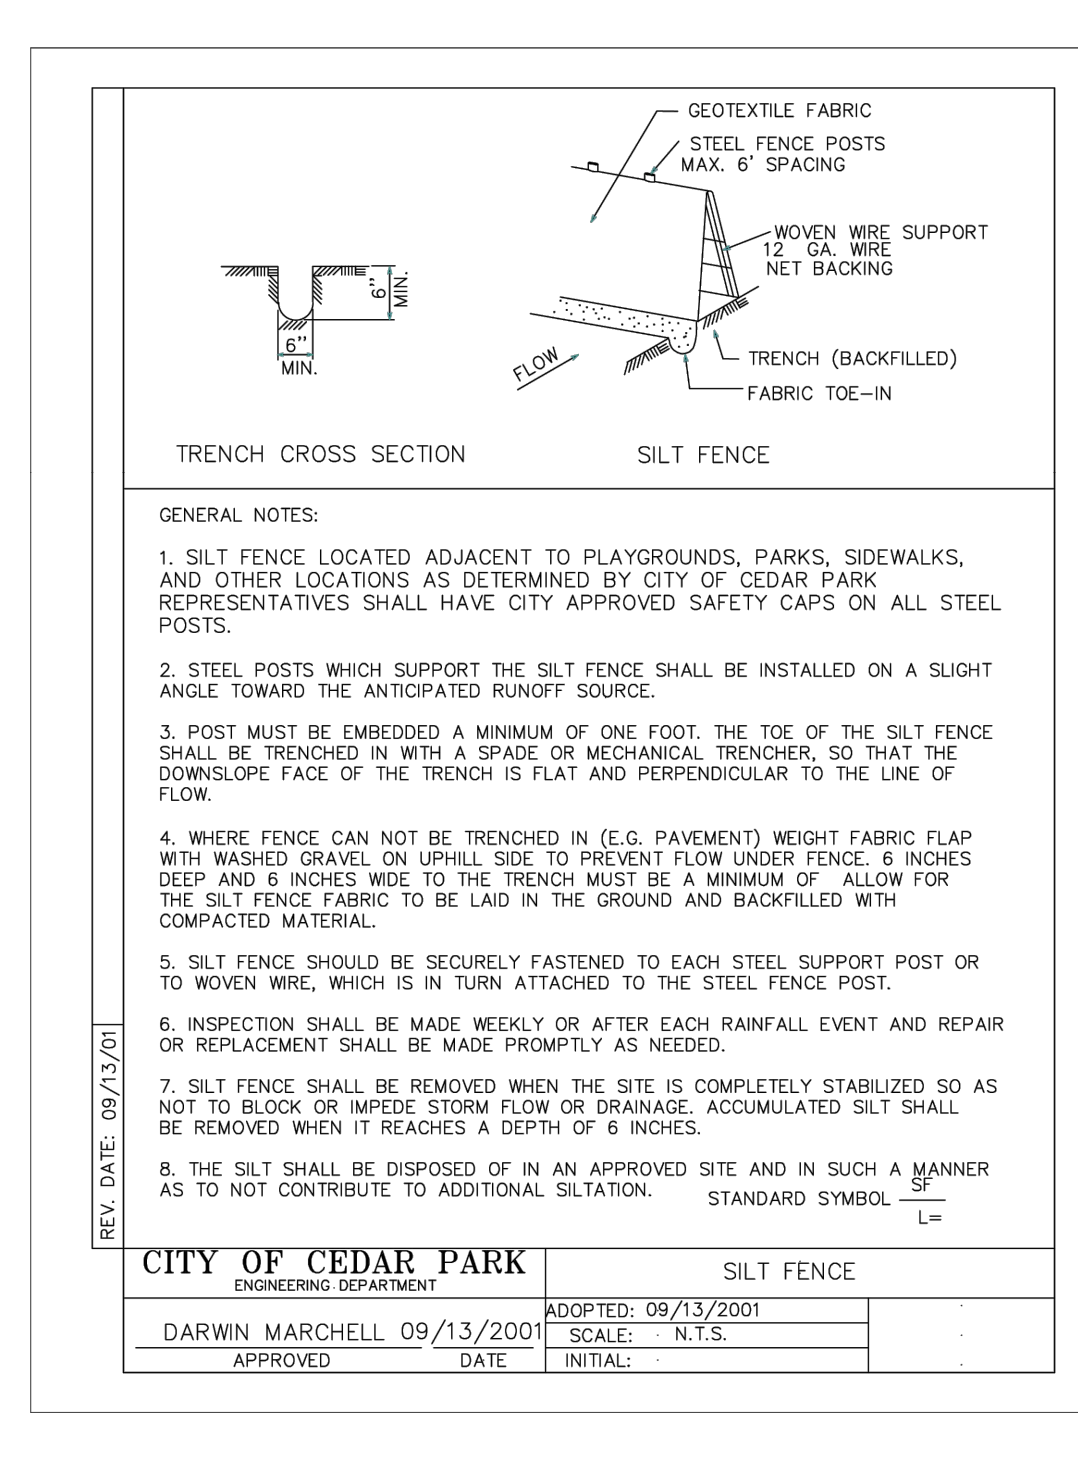 GEOTEXTILE FABRIC
STEEL FENCE POSTS
MAX. 6' SPACING
WOVEN WIRE SUPPORT
12 GA. WIRE
NET BACKING
6"
MIN.
6"
MIN.
FLOW
TRENCH (BACKFILLED)
FABRIC TOE-IN
TRENCH CROSS SECTION
SILT FENCE
GENERAL NOTES:
1. SILT FENCE LOCATED ADJACENT TO PLAYGROUNDS, PARKS, SIDEWALKS,
AND OTHER LOCATIONS AS DETERMINED BY CITY OF CEDAR PARK
REPRESENTATIVES SHALL HAVE CITY APPROVED SAFETY CAPS ON ALL STEEL
POSTS.
2. STEEL POSTS WHICH SUPPORT THE SILT FENCE SHALL BE INSTALLED ON A SLIGHT
ANGLE TOWARD THE ANTICIPATED RUNOFF SOURCE.
3. POST MUST BE EMBEDDED A MINIMUM OF ONE FOOT. THE TOE OF THE SILT FENCE
SHALL BE TRENCHED IN WITH A SPADE OR MECHANICAL TRENCHER, SO THAT THE
DOWNSLOPE FACE OF THE TRENCH IS FLAT AND PERPENDICULAR TO THE LINE OF
FLOW.
4. WHERE FENCE CAN NOT BE TRENCHED IN (E.G. PAVEMENT) WEIGHT FABRIC FLAP
WITH WASHED GRAVEL ON UPHILL SIDE TO PREVENT FLOW UNDER FENCE. 6 INCHES
DEEP AND 6 INCHES WIDE TO THE TRENCH MUST BE A MINIMUM OF ALLOW FOR
THE SILT FENCE FABRIC TO BE LAID IN THE GROUND AND BACKFILLED WITH
COMPACTED MATERIAL.
5. SILT FENCE SHOULD BE SECURELY FASTENED TO EACH STEEL SUPPORT POST OR
TO WOVEN WIRE, WHICH IS IN TURN ATTACHED TO THE STEEL FENCE POST.
6. INSPECTION SHALL BE MADE WEEKLY OR AFTER EACH RAINFALL EVENT AND REPAIR
OR REPLACEMENT SHALL BE MADE PROMPTLY AS NEEDED.
7. SILT FENCE SHALL BE REMOVED WHEN THE SITE IS COMPLETELY STABILIZED SO AS
NOT TO BLOCK OR IMPEDE STORM FLOW OR DRAINAGE. ACCUMULATED SILT SHALL
BE REMOVED WHEN IT REACHES A DEPTH OF 6 INCHES.
8. THE SILT SHALL BE DISPOSED OF IN AN APPROVED SITE AND IN SUCH A MANNER
AS TO NOT CONTRIBUTE TO ADDITIONAL SILTATION.
STANDARD SYMBOL SF
L=
REV. DATE: 09/13/01
CITY OF CEDAR PARK
ENGINEERING DEPARTMENT
SILT FENCE
DARWIN MARCHELL 09/13/2001
APPROVED DATE
ADOPTED: 09/13/2001
SCALE: N.T.S.
INITIAL: